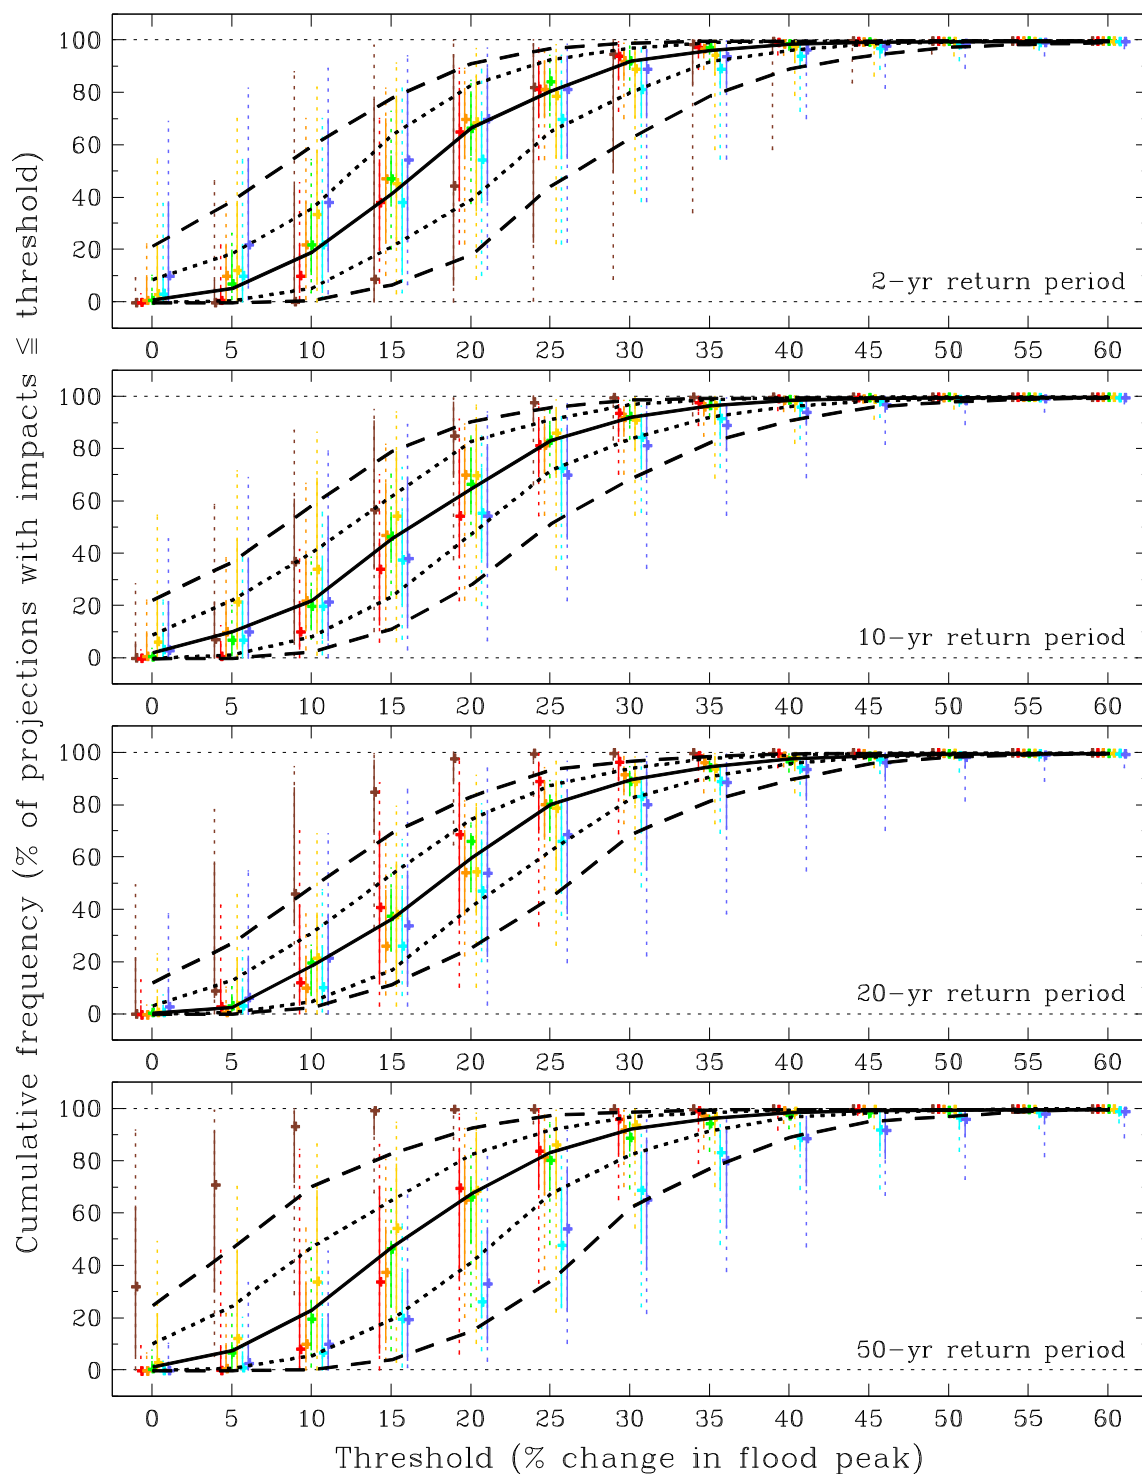 Cumulative frequency (% of projections with impacts ≦ threshold)
100
80
60
40
20
0
2-yr return period
0 5 10 15 20 25 30 35 40 45 50 55 60
100
80
60
40
20
0
10-yr return period
0 5 10 15 20 25 30 35 40 45 50 55 60
100
80
60
40
20
0
20-yr return period
0 5 10 15 20 25 30 35 40 45 50 55 60
100
80
60
40
20
0
50-yr return period
0 5 10 15 20 25 30 35 40 45 50 55 60
Threshold (% change in flood peak)